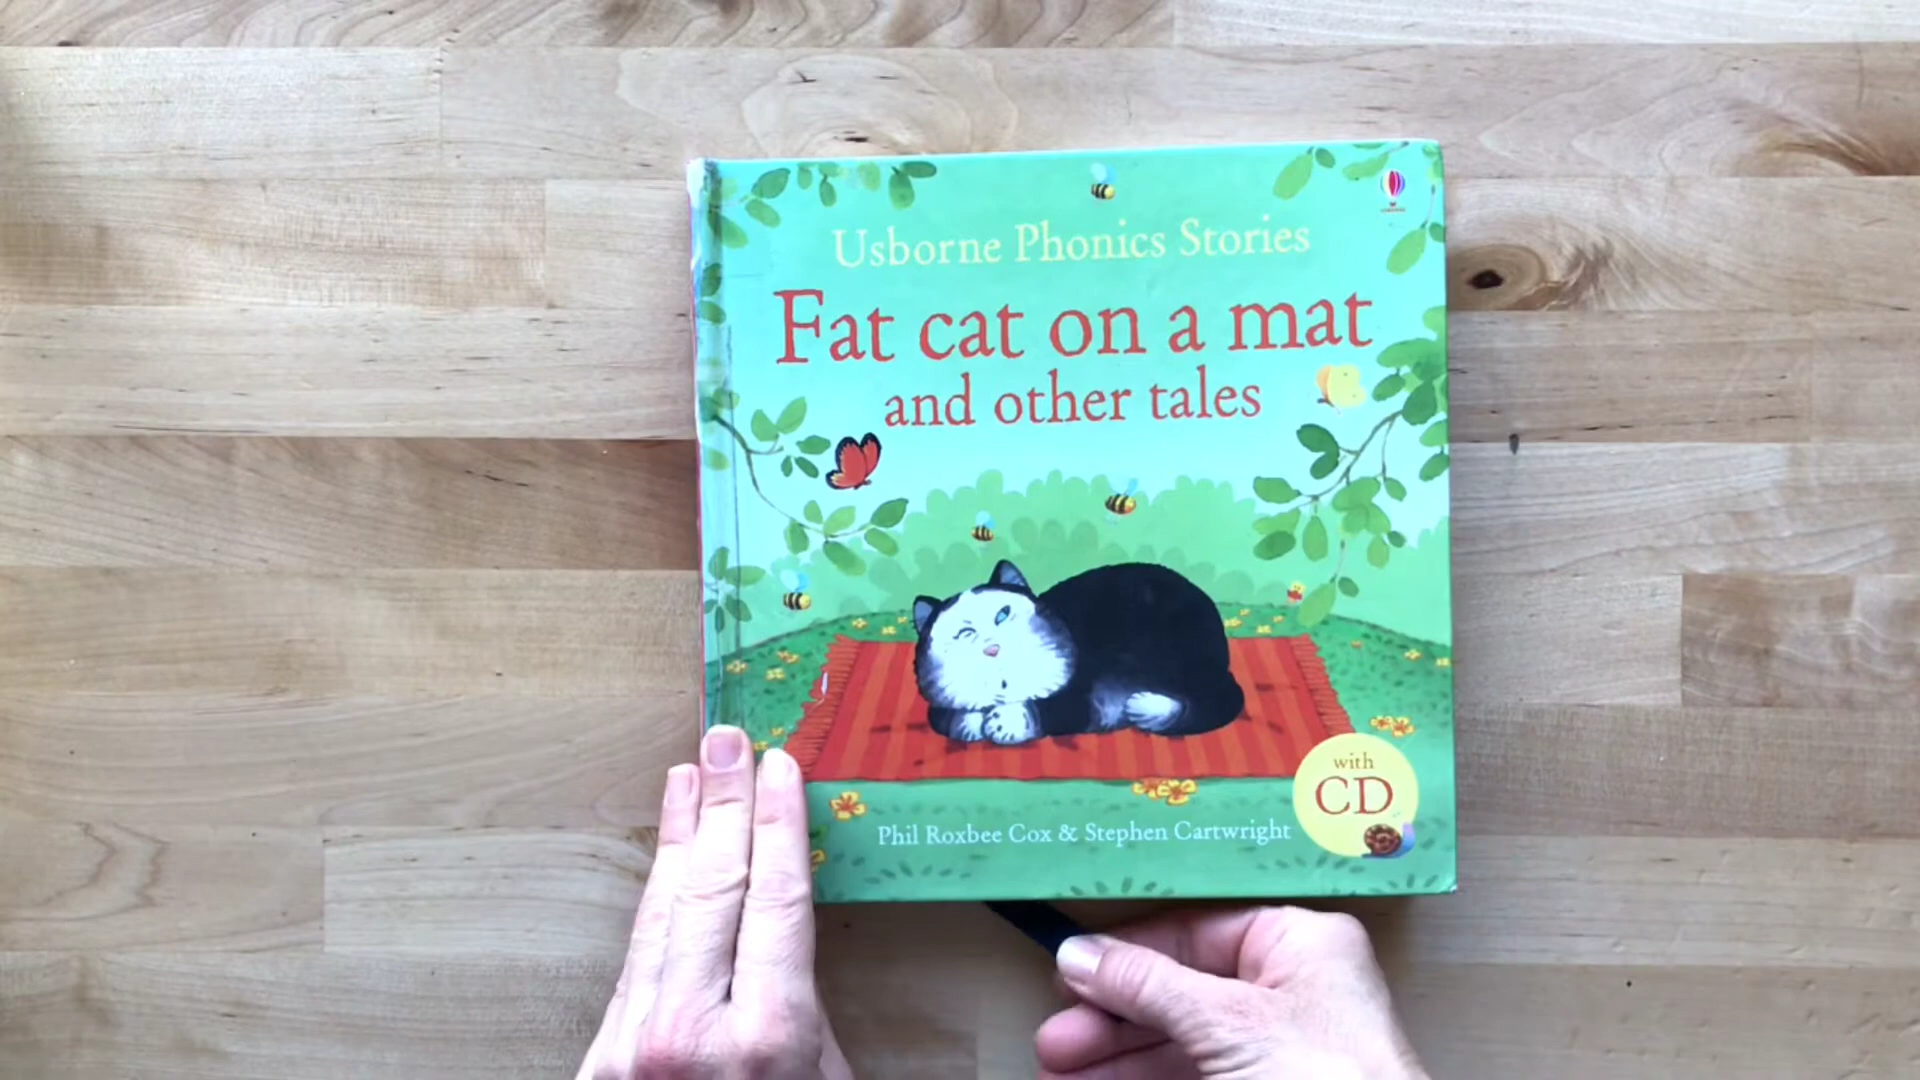 Usborne Phonics Stories
Fat cat on a mat
and other tales
with
CD
Phil Roxbee Cox & Stephen Cartwright